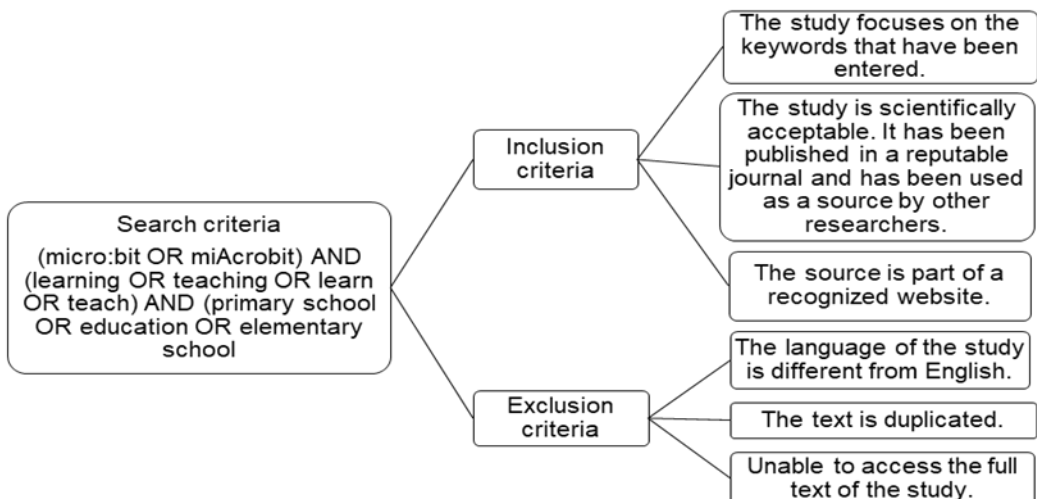 Search criteria
(micro:bit OR miAcrobit) AND
(learning OR teaching OR learn
OR teach) AND (primary school
OR education OR elementary
school
Inclusion
criteria
The study focuses on the
keywords that have been
entered.
The study is scientifically
acceptable. It has been
published in a reputable
journal and has been used
as a source by other
researchers.
The source is part of a
recognized website.
Exclusion
criteria
The language of the study
is different from English.
The text is duplicated.
Unable to access the full
text of the study.